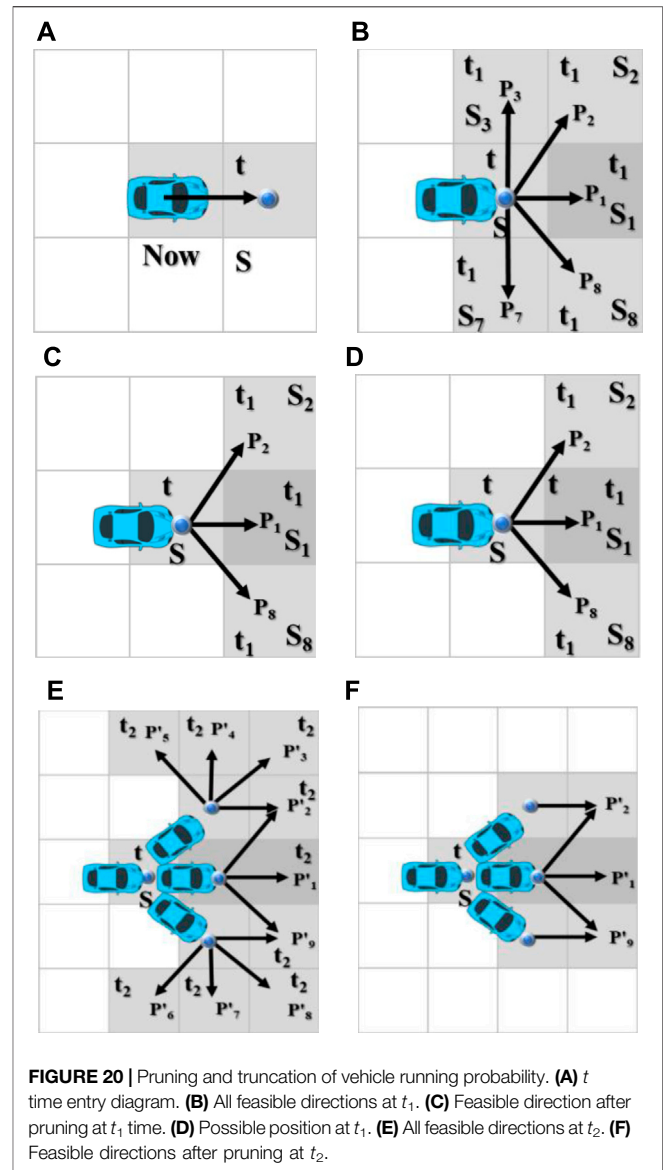 A
t
Now S
B
t1 t1 S2
P3
P2
S3
t
t1
P1
S
S1
t1
P8
S7 P7 t1 S8
C
t1 S2
P2
t
t1
P1
S1
S
P8
t1 S8
D
t1 S2
P2
t t
t1
P1
S1
S
P8
t1 S8
E
t2 P'5 t2 P'4 t2
P'3
t2
P'2
t
t2
P'1
S
P'9
t2
t2 t2 t2
P'6 P'7 P'8
F
P'2
t
P'1
S
P'9
FIGURE 20 | Pruning and truncation of vehicle running probability. (A) t
time entry diagram. (B) All feasible directions at t1. (C) Feasible direction after
pruning at t1 time. (D) Possible position at t1. (E) All feasible directions at t2. (F)
Feasible directions after pruning at t2.